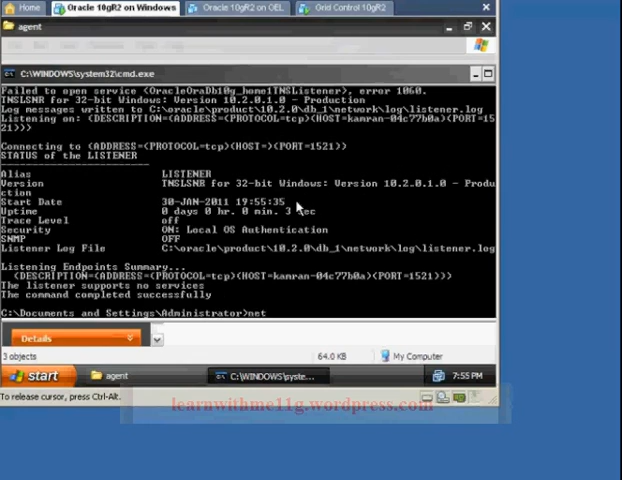 Home
Oracle 10gR2 on Windows
Oracle 10gR2 on OEL
Grid Control 10gR2
agent
C:\WINDOWS\system32\cmd.exe
Failed to open service <OracleOraDb10g_home1TNSListener>, error 1060.
TNSLSNR for 32-bit Windows: Version 10.2.0.1.0 - Production
Log messages written to C:\oracle\product\10.2.0\db_1\network\log\listener.log
Listening on: (DESCRIPTION=(ADDRESS=(PROTOCOL=tcp)(HOST=kamran-04c77b0a)(PORT=15
21)))
Connecting to (ADDRESS=(PROTOCOL=tcp)(HOST=)(PORT=1521))
STATUS of the LISTENER
------------------------
Alias LISTENER
Version TNSLSNR for 32-bit Windows: Version 10.2.0.1.0 - Produ
ction
Start Date 30-JAN-2011 19:55:35
Uptime 0 days 0 hr. 0 min. 3 sec
Trace Level off
Security ON: Local OS Authentication
SNMP OFF
Listener Log File C:\oracle\product\10.2.0\db_1\network\log\listener.log
Listening Endpoints Summary...
(DESCRIPTION=(ADDRESS=(PROTOCOL=tcp)(HOST=kamran-04c77b0a)(PORT=1521)))
The listener supports no services
The command completed successfully
C:\Documents and Settings\Administrator>net
Details
3 objects
64.0 KB
My Computer
start
agent
C:\WINDOWS\syste...
7:55 PM
To release cursor, press Ctrl-Alt.
learnwithme11g.wordpress.com